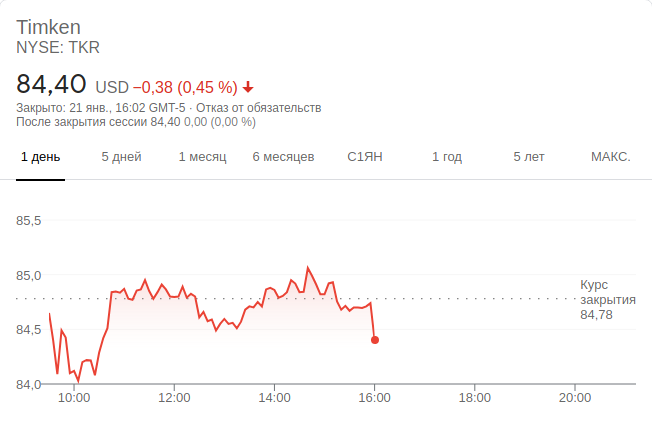 Timken
NYSE: TKR
84,40 USD −0,38 (0,45 %)
Закрыто: 21 янв., 16:02 GMT-5 · Отказ от обязательств
После закрытия сессии 84,40 0,00 (0,00 %)
1 день 5 дней 1 месяц 6 месяцев С1ЯН 1 год 5 лет МАКС.
85,5
85,0
Курс
закрытия
84,78
84,5
84,0
10:00 12:00 14:00 16:00 18:00 20:00